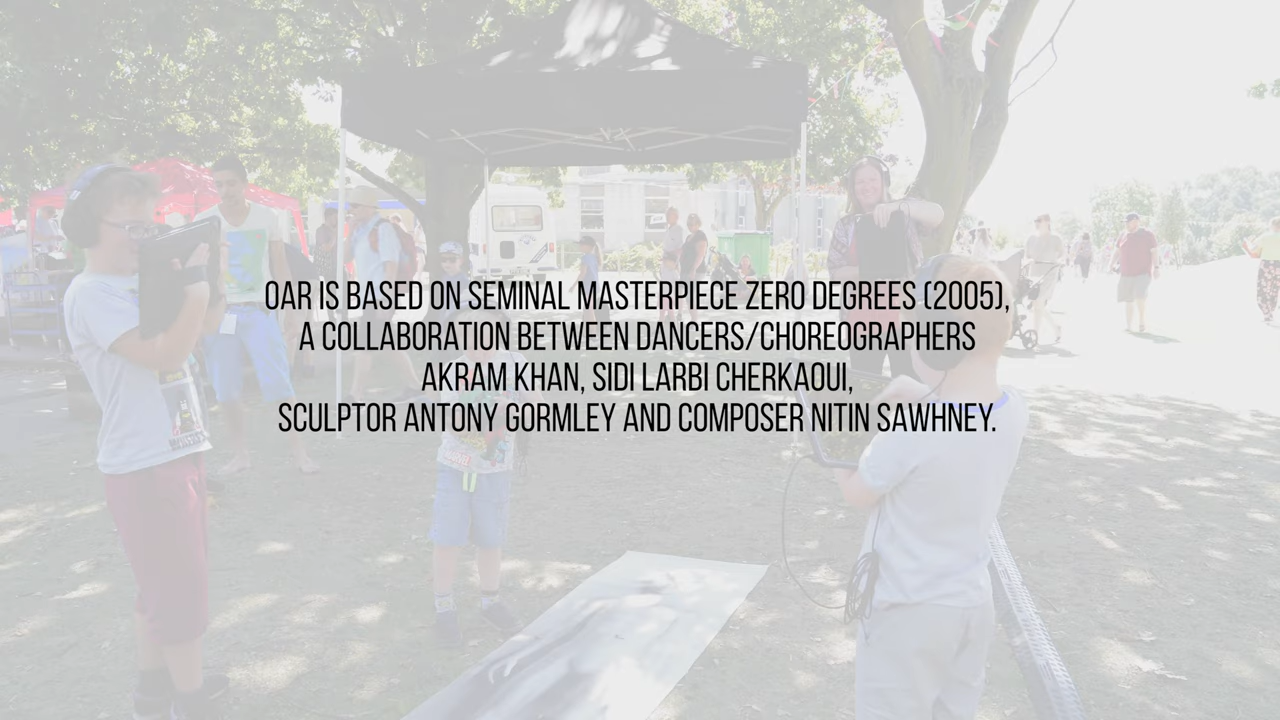 OAR IS BASED ON SEMINAL MASTERPIECE ZERO DEGREES (2005),
A COLLABORATION BETWEEN DANCERS/CHOREOGRAPHERS
AKRAM KHAN, SIDI LARBI CHERKAOUI,
SCULPTOR ANTONY GORMLEY AND COMPOSER NITIN SAWHNEY.